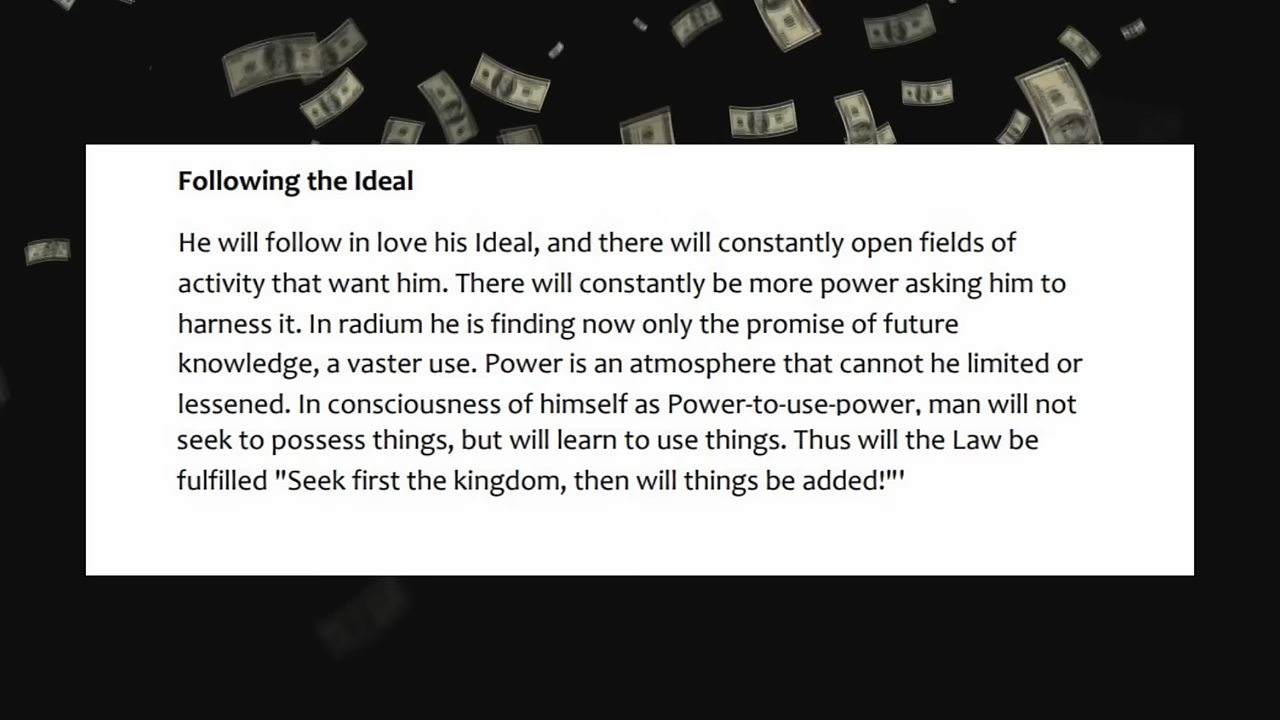 Following the Ideal
He will follow in love his Ideal, and there will constantly open fields of
activity that want him. There will constantly be more power asking him to
harness it. In radium he is finding now only the promise of future
knowledge, a vaster use. Power is an atmosphere that cannot he limited or
lessened. In consciousness of himself as Power-to-use-power, man will not
seek to possess things, but will learn to use things. Thus will the Law be
fulfilled "Seek first the kingdom, then will things be added!"'